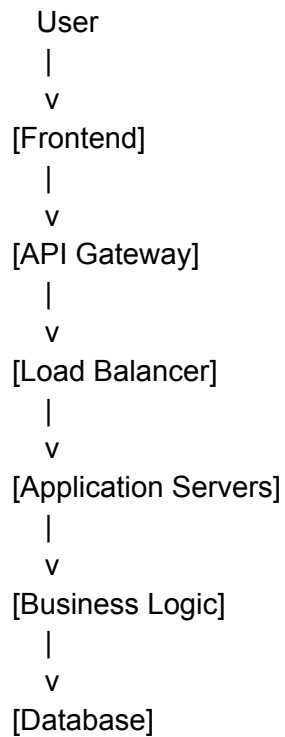 User
|
v
[Frontend]
|
v
[API Gateway]
|
v
[Load Balancer]
|
v
[Application Servers]
|
v
[Business Logic]
|
v
[Database]